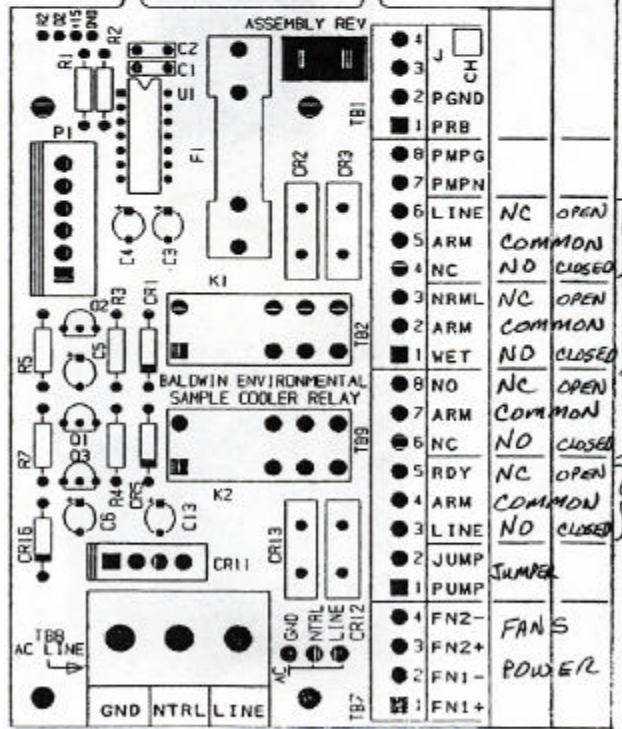 ASSEMBLY REV
D2
D2
+15
GND
R1
R2
C2
C1
U1
P1
F1
TB1
CR2
CR3
C4
C3
K1
TB2
R3
CR1
Q2
C5
R5
BALDWIN ENVIRONMENTAL
SAMPLE COOLER RELAY
TB9
K2
R7
Q1
Q3
R4
CR5
C6
C13
CR16
CR11
CR13
CR12
TB8
AC LINE
GND NTRL LINE
AC
GND
NTRL
LINE
TB7
4 J
3 CH
2 PGND
1 PRB
8 PMPG
7 PMPN
6 LINE NC OPEN
5 ARM COMMON
4 NC NO CLOSED
3 NRML NC OPEN
2 ARM COMMON
1 WET NO CLOSED
8 NO NC OPEN
7 ARM COMMON
6 NC NO CLOSED
5 RDY NC OPEN
4 ARM COMMON
3 LINE NO CLOSED
2 JUMP JUMPER
1 PUMP
4 FN2- FANS
3 FN2+
2 FN1- POWER
1 FN1+